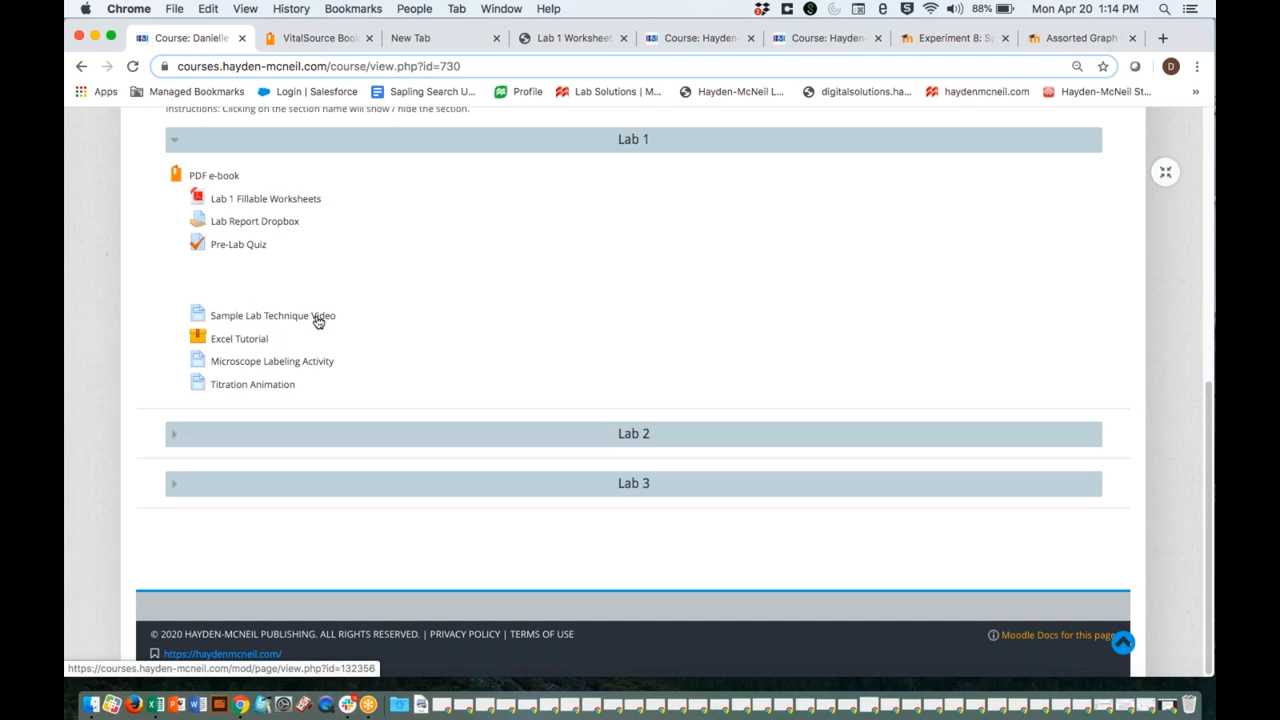 Chrome File Edit View History Bookmarks People Tab Window Help 88% Mon Apr 20 1:14 PM
Course: Danielle VitalSource Boo New Tab Lab 1 Worksheet Course: Hayden- Course: Hayden- Experiment 8: Sp Assorted Graph
courses.hayden-mcneil.com/course/view.php?id=730 D
Apps Managed Bookmarks Login | Salesforce Sapling Search U... Profile Lab Solutions | M... Hayden-McNeil L... digitalsolutions.ha... haydenmcneil.com Hayden-McNeil St... »
Instructions: Clicking on the section name will show / hide the section.
Lab 1
PDF e-book
Lab 1 Fillable Worksheets
Lab Report Dropbox
Pre-Lab Quiz
Sample Lab Technique Video
Excel Tutorial
Microscope Labeling Activity
Titration Animation
Lab 2
Lab 3
© 2020 HAYDEN-MCNEIL PUBLISHING. ALL RIGHTS RESERVED. | PRIVACY POLICY | TERMS OF USE
Moodle Docs for this page
https://haydenmcneil.com/
https://courses.hayden-mcneil.com/mod/page/view.php?id=132356